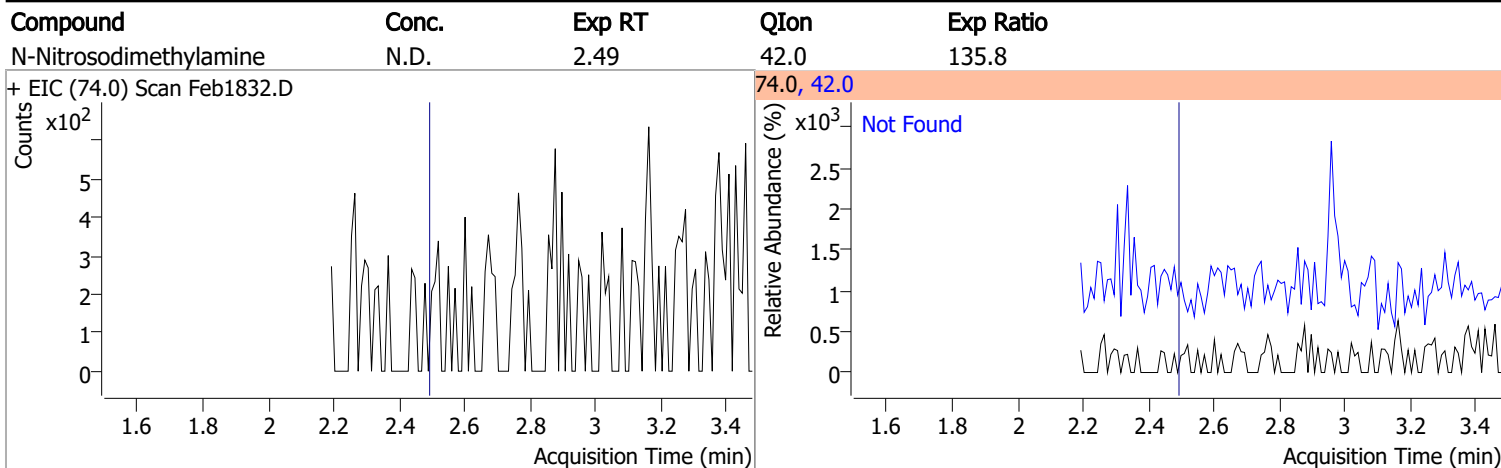 Compound Conc. Exp RT QIon Exp Ratio
N-Nitrosodimethylamine N.D. 2.49 42.0 135.8
+ EIC (74.0) Scan Feb1832.D
Counts
x10²
5
4
3
2
1
0
1.6 1.8 2 2.2 2.4 2.6 2.8 3 3.2 3.4
Acquisition Time (min)
74.0, 42.0
Relative Abundance (%)
x10³
Not Found
2.5
2
1.5
1
0.5
0
1.6 1.8 2 2.2 2.4 2.6 2.8 3 3.2 3.4
Acquisition Time (min)